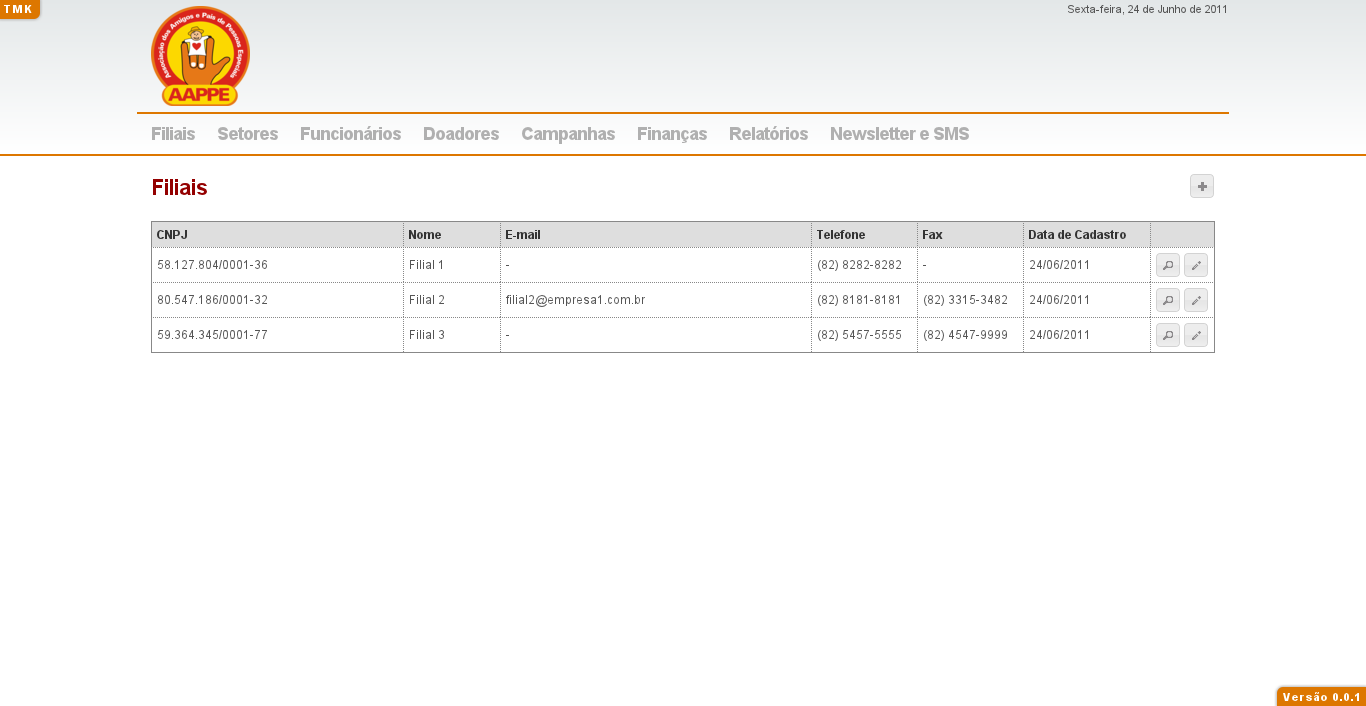 TMK
Sexta-feira, 24 de Junho de 2011
Associação dos Amigos e Pais de Pessoas Especiais
AAPPE
Filiais Setores Funcionários Doadores Campanhas Finanças Relatórios Newsletter e SMS
Filiais
CNPJ Nome E-mail Telefone Fax Data de Cadastro
58.127.804/0001-36 Filial 1 - (82) 8282-8282 - 24/06/2011
80.547.186/0001-32 Filial 2 filial2@empresa1.com.br (82) 8181-8181 (82) 3315-3482 24/06/2011
59.364.345/0001-77 Filial 3 - (82) 5457-5555 (82) 4547-9999 24/06/2011
Versão 0.0.1